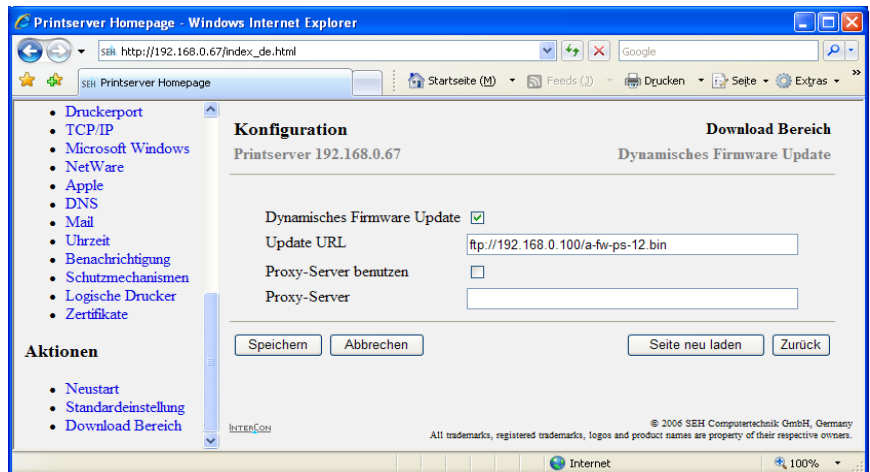 Printserver Homepage - Windows Internet Explorer
SEH http://192.168.0.67/index_de.html
Google
SEH Printserver Homepage
Startseite (M)
Feeds (J)
Drucken
Seite
Extras
»
Druckerport
TCP/IP
Microsoft Windows
NetWare
Apple
DNS
Mail
Uhrzeit
Benachrichtigung
Schutzmechanismen
Logische Drucker
Zertifikate
Aktionen
Neustart
Standardeinstellung
Download Bereich
Konfiguration
Download Bereich
Printserver 192.168.0.67
Dynamisches Firmware Update
Dynamisches Firmware Update
Update URL
ftp://192.168.0.100/a-fw-ps-12.bin
Proxy-Server benutzen
Proxy-Server
Speichern
Abbrechen
Seite neu laden
Zurück
INTERCON
© 2006 SEH Computertechnik GmbH, Germany
All trademarks, registered trademarks, logos and product names are property of their respective owners.
Internet
100%